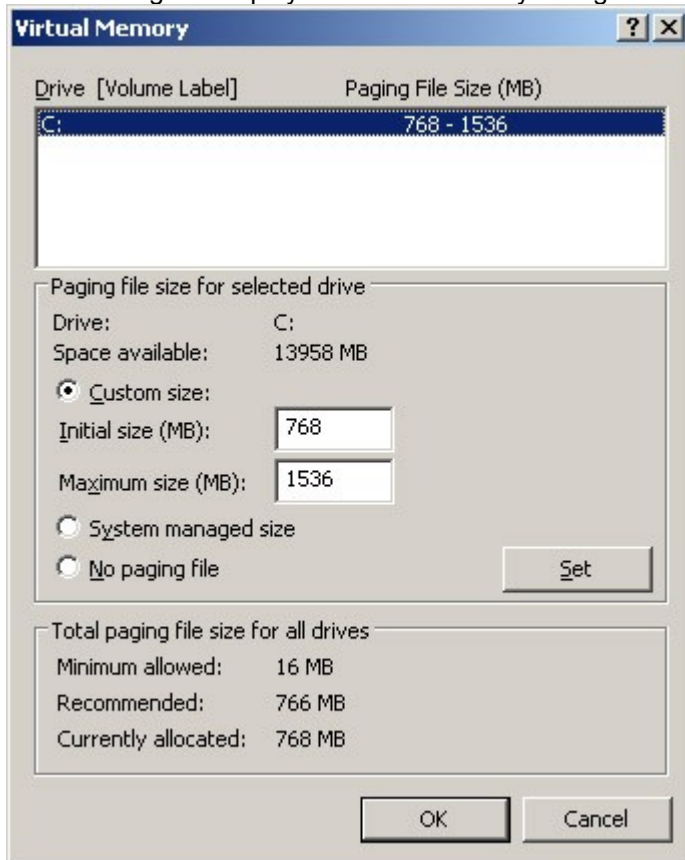 Virtual Memory
Drive [Volume Label] Paging File Size (MB)
C: 768 - 1536
Paging file size for selected drive
Drive: C:
Space available: 13958 MB
Custom size:
Initial size (MB): 768
Maximum size (MB): 1536
System managed size
No paging file Set
Total paging file size for all drives
Minimum allowed: 16 MB
Recommended: 766 MB
Currently allocated: 768 MB
OK Cancel